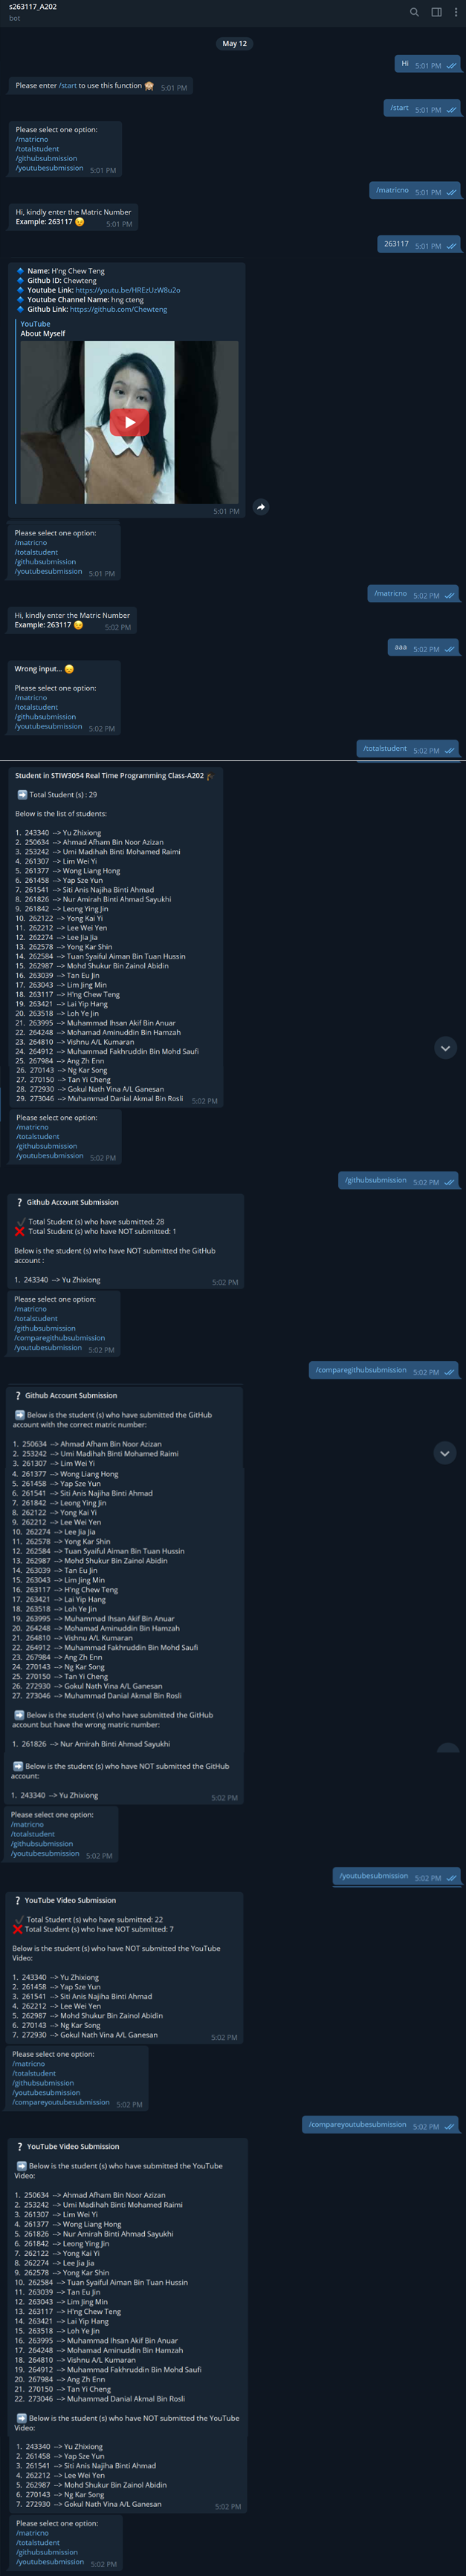 s263117_A202
bot
May 12
Hi 5:01 PM
Please enter /start to use this function 5:01 PM
/start 5:01 PM
Please select one option:
/matricno
/totalstudent
/githubsubmission
/youtubesubmission 5:01 PM
/matricno 5:01 PM
Hi, kindly enter the Matric Number
Example: 263117 5:01 PM
263117 5:01 PM
Name: H'ng Chew Teng
Github ID: Chewteng
Youtube Link: https://youtu.be/HREzUzW8u2o
Youtube Channel Name: hng cteng
Github Link: https://github.com/Chewteng
YouTube
About Myself
5:01 PM
Please select one option:
/matricno
/totalstudent
/githubsubmission
/youtubesubmission 5:01 PM
/matricno 5:02 PM
Hi, kindly enter the Matric Number
Example: 263117 5:02 PM
aaa 5:02 PM
Wrong input...
Please select one option:
/matricno
/totalstudent
/githubsubmission
/youtubesubmission 5:02 PM
/totalstudent 5:02 PM
Student in STIW3054 Real Time Programming Class-A202
Total Student (s) : 29
Below is the list of students:
1. 243340 --> Yu Zhixiong
2. 250634 --> Ahmad Afham Bin Noor Azizan
3. 253242 --> Umi Madihah Binti Mohamed Raimi
4. 261307 --> Lim Wei Yi
5. 261377 --> Wong Liang Hong
6. 261458 --> Yap Sze Yun
7. 261541 --> Siti Anis Najiha Binti Ahmad
8. 261826 --> Nur Amirah Binti Ahmad Sayukhi
9. 261842 --> Leong Ying Jin
10. 262122 --> Yong Kai Yi
11. 262212 --> Lee Wei Yen
12. 262274 --> Lee Jia Jia
13. 262578 --> Yong Kar Shin
14. 262584 --> Tuan Syaiful Aiman Bin Tuan Hussin
15. 262987 --> Mohd Shukur Bin Zainol Abidin
16. 263039 --> Tan Eu Jin
17. 263043 --> Lim Jing Min
18. 263117 --> H'ng Chew Teng
19. 263421 --> Lai Yip Hang
20. 263518 --> Loh Ye Jin
21. 263995 --> Muhammad Ihsan Akif Bin Anuar
22. 264248 --> Mohamad Aminuddin Bin Hamzah
23. 264810 --> Vishnu A/L Kumaran
24. 264912 --> Muhammad Fakhruddin Bin Mohd Saufi
25. 267984 --> Ang Zh Enn
26. 270143 --> Ng Kar Song
27. 270150 --> Tan Yi Cheng
28. 272930 --> Gokul Nath Vina A/L Ganesan
29. 273046 --> Muhammad Danial Akmal Bin Rosli 5:02 PM
Please select one option:
/matricno
/totalstudent
/githubsubmission
/youtubesubmission 5:02 PM
/githubsubmission 5:02 PM
? Github Account Submission
Total Student (s) who have submitted: 28
Total Student (s) who have NOT submitted: 1
Below is the student (s) who have NOT submitted the GitHub
account :
1. 243340 --> Yu Zhixiong 5:02 PM
Please select one option:
/matricno
/totalstudent
/githubsubmission
/comparegithubsubmission
/youtubesubmission 5:02 PM
/comparegithubsubmission 5:02 PM
? Github Account Submission
Below is the student (s) who have submitted the GitHub
account with the correct matric number:
1. 250634 --> Ahmad Afham Bin Noor Azizan
2. 253242 --> Umi Madihah Binti Mohamed Raimi
3. 261307 --> Lim Wei Yi
4. 261377 --> Wong Liang Hong
5. 261458 --> Yap Sze Yun
6. 261541 --> Siti Anis Najiha Binti Ahmad
7. 261842 --> Leong Ying Jin
8. 262122 --> Yong Kai Yi
9. 262212 --> Lee Wei Yen
10. 262274 --> Lee Jia Jia
11. 262578 --> Yong Kar Shin
12. 262584 --> Tuan Syaiful Aiman Bin Tuan Hussin
13. 262987 --> Mohd Shukur Bin Zainol Abidin
14. 263039 --> Tan Eu Jin
15. 263043 --> Lim Jing Min
16. 263117 --> H'ng Chew Teng
17. 263421 --> Lai Yip Hang
18. 263518 --> Loh Ye Jin
19. 263995 --> Muhammad Ihsan Akif Bin Anuar
20. 264248 --> Mohamad Aminuddin Bin Hamzah
21. 264810 --> Vishnu A/L Kumaran
22. 264912 --> Muhammad Fakhruddin Bin Mohd Saufi
23. 267984 --> Ang Zh Enn
24. 270143 --> Ng Kar Song
25. 270150 --> Tan Yi Cheng
26. 272930 --> Gokul Nath Vina A/L Ganesan
27. 273046 --> Muhammad Danial Akmal Bin Rosli
Below is the student (s) who have submitted the GitHub
account but have the wrong matric number:
1. 261826 --> Nur Amirah Binti Ahmad Sayukhi
Below is the student (s) who have NOT submitted the GitHub
account:
1. 243340 --> Yu Zhixiong 5:02 PM
Please select one option:
/matricno
/totalstudent
/githubsubmission
/youtubesubmission 5:02 PM
/youtubesubmission 5:02 PM
? YouTube Video Submission
Total Student (s) who have submitted: 22
Total Student (s) who have NOT submitted: 7
Below is the student (s) who have NOT submitted the YouTube
Video:
1. 243340 --> Yu Zhixiong
2. 261458 --> Yap Sze Yun
3. 261541 --> Siti Anis Najiha Binti Ahmad
4. 262212 --> Lee Wei Yen
5. 262987 --> Mohd Shukur Bin Zainol Abidin
6. 270143 --> Ng Kar Song
7. 272930 --> Gokul Nath Vina A/L Ganesan 5:02 PM
Please select one option:
/matricno
/totalstudent
/githubsubmission
/youtubesubmission
/compareyoutubesubmission 5:02 PM
/compareyoutubesubmission 5:02 PM
? YouTube Video Submission
Below is the student (s) who have submitted the YouTube
Video:
1. 250634 --> Ahmad Afham Bin Noor Azizan
2. 253242 --> Umi Madihah Binti Mohamed Raimi
3. 261307 --> Lim Wei Yi
4. 261377 --> Wong Liang Hong
5. 261826 --> Nur Amirah Binti Ahmad Sayukhi
6. 261842 --> Leong Ying Jin
7. 262122 --> Yong Kai Yi
8. 262274 --> Lee Jia Jia
9. 262578 --> Yong Kar Shin
10. 262584 --> Tuan Syaiful Aiman Bin Tuan Hussin
11. 263039 --> Tan Eu Jin
12. 263043 --> Lim Jing Min
13. 263117 --> H'ng Chew Teng
14. 263421 --> Lai Yip Hang
15. 263518 --> Loh Ye Jin
16. 263995 --> Muhammad Ihsan Akif Bin Anuar
17. 264248 --> Mohamad Aminuddin Bin Hamzah
18. 264810 --> Vishnu A/L Kumaran
19. 264912 --> Muhammad Fakhruddin Bin Mohd Saufi
20. 267984 --> Ang Zh Enn
21. 270150 --> Tan Yi Cheng
22. 273046 --> Muhammad Danial Akmal Bin Rosli
Below is the student (s) who have NOT submitted the YouTube
Video:
1. 243340 --> Yu Zhixiong
2. 261458 --> Yap Sze Yun
3. 261541 --> Siti Anis Najiha Binti Ahmad
4. 262212 --> Lee Wei Yen
5. 262987 --> Mohd Shukur Bin Zainol Abidin
6. 270143 --> Ng Kar Song
7. 272930 --> Gokul Nath Vina A/L Ganesan 5:02 PM
Please select one option:
/matricno
/totalstudent
/githubsubmission
/youtubesubmission 5:02 PM